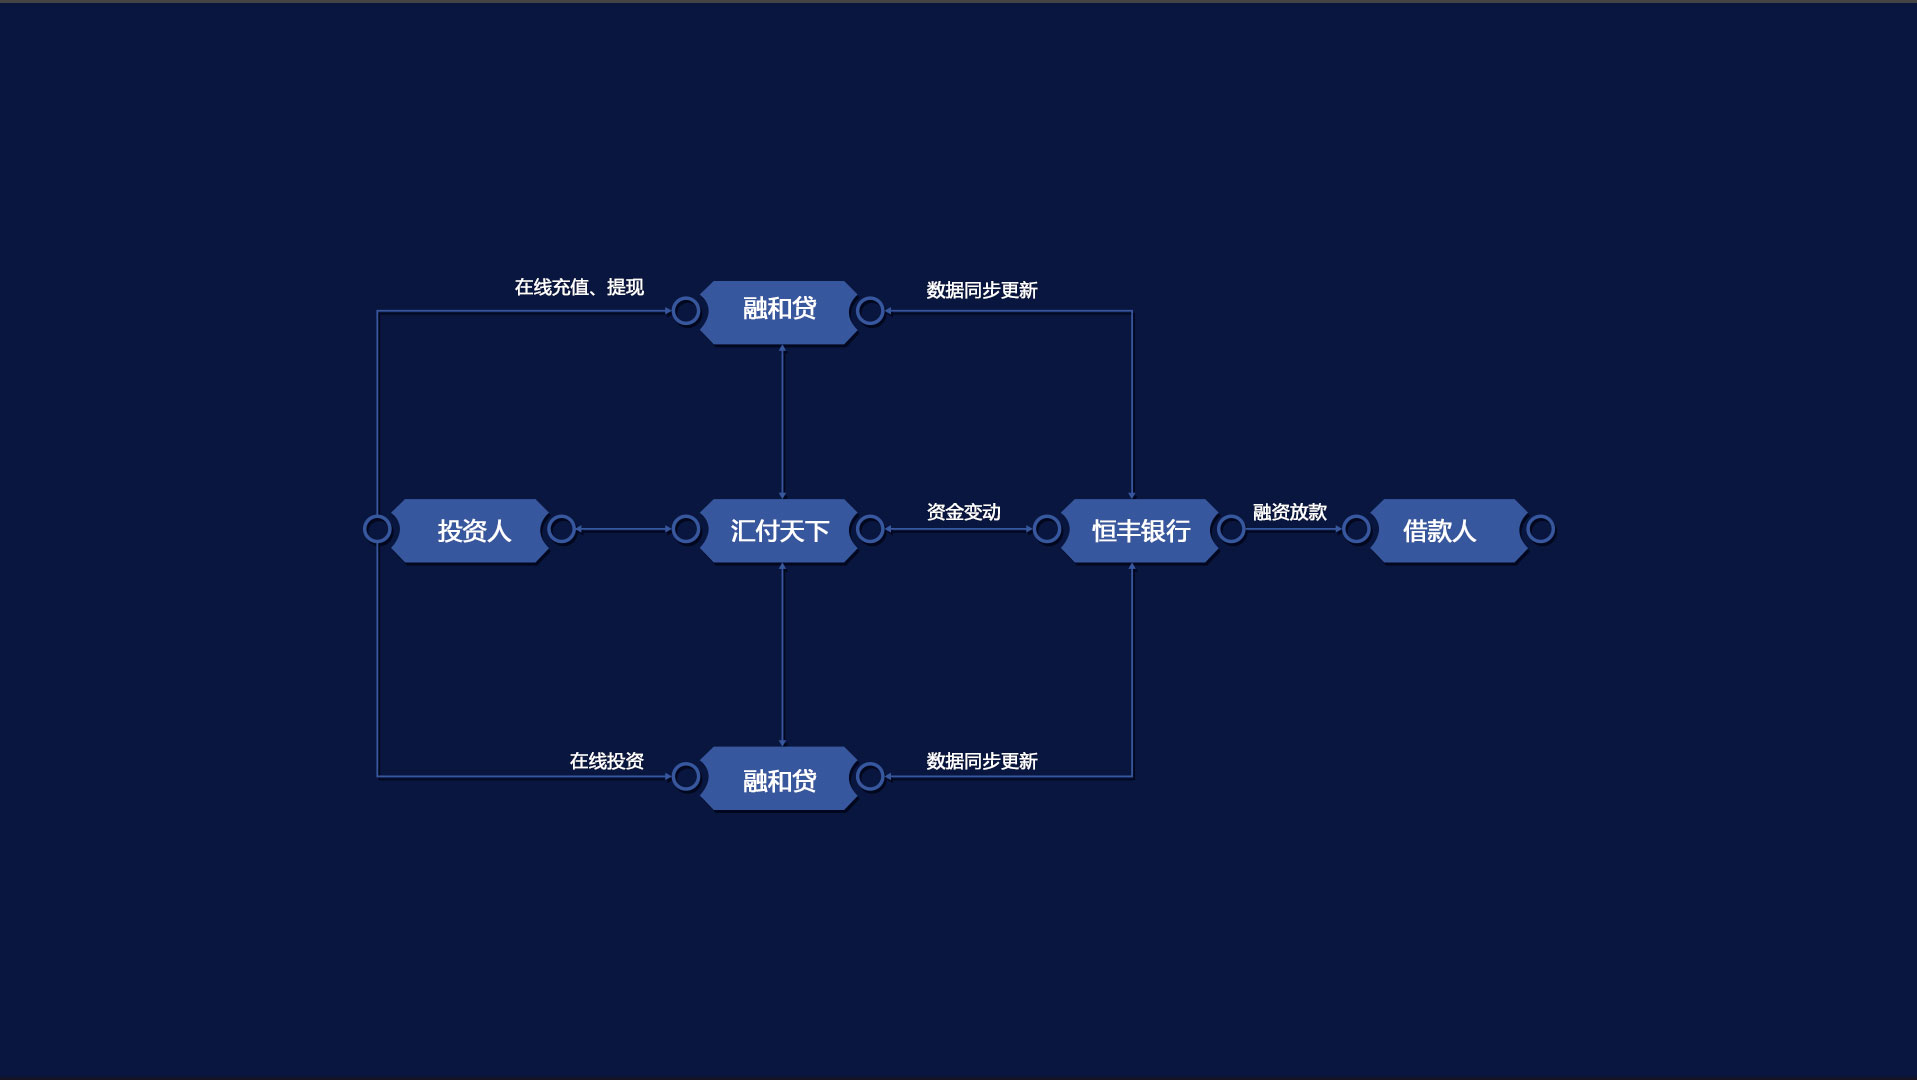 在线充值、提现
融和贷
数据同步更新
投资人
汇付天下
资金变动
恒丰银行
融资放款
借款人
在线投资
融和贷
数据同步更新